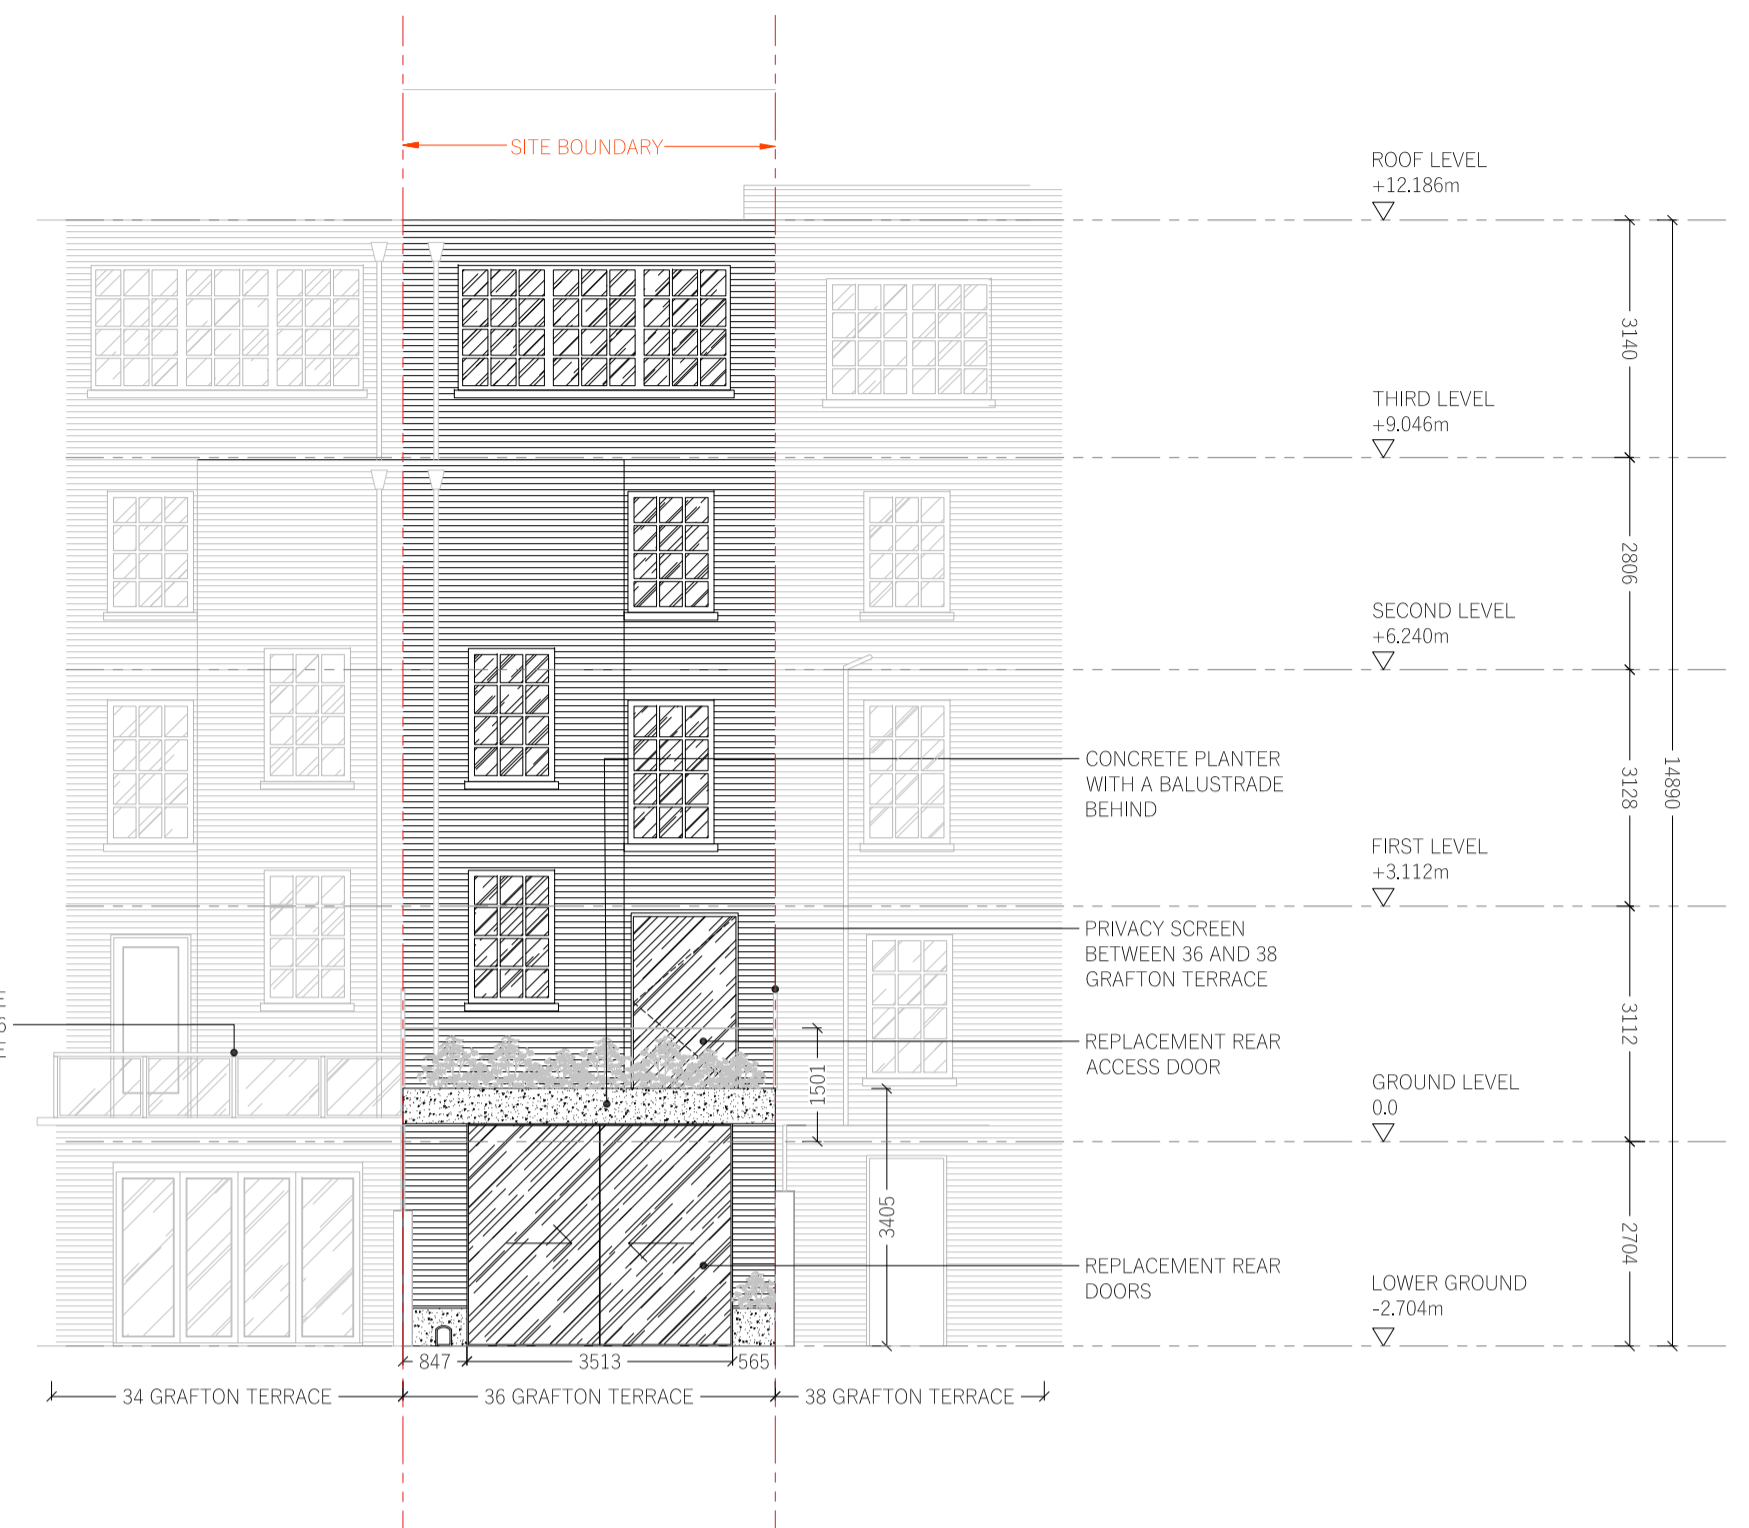 SITE BOUNDARY
ROOF LEVEL
+12.186m
3140
THIRD LEVEL
+9.046m
2806
SECOND LEVEL
+6.240m
CONCRETE PLANTER
WITH A BALUSTRADE
BEHIND
3128
14890
FIRST LEVEL
+3.112m
PRIVACY SCREEN
BETWEEN 36 AND 38
GRAFTON TERRACE
3112
REPLACEMENT REAR
ACCESS DOOR
1501
GROUND LEVEL
0.0
3405
2704
REPLACEMENT REAR
DOORS
LOWER GROUND
-2.704m
847
3513
565
34 GRAFTON TERRACE
36 GRAFTON TERRACE
38 GRAFTON TERRACE